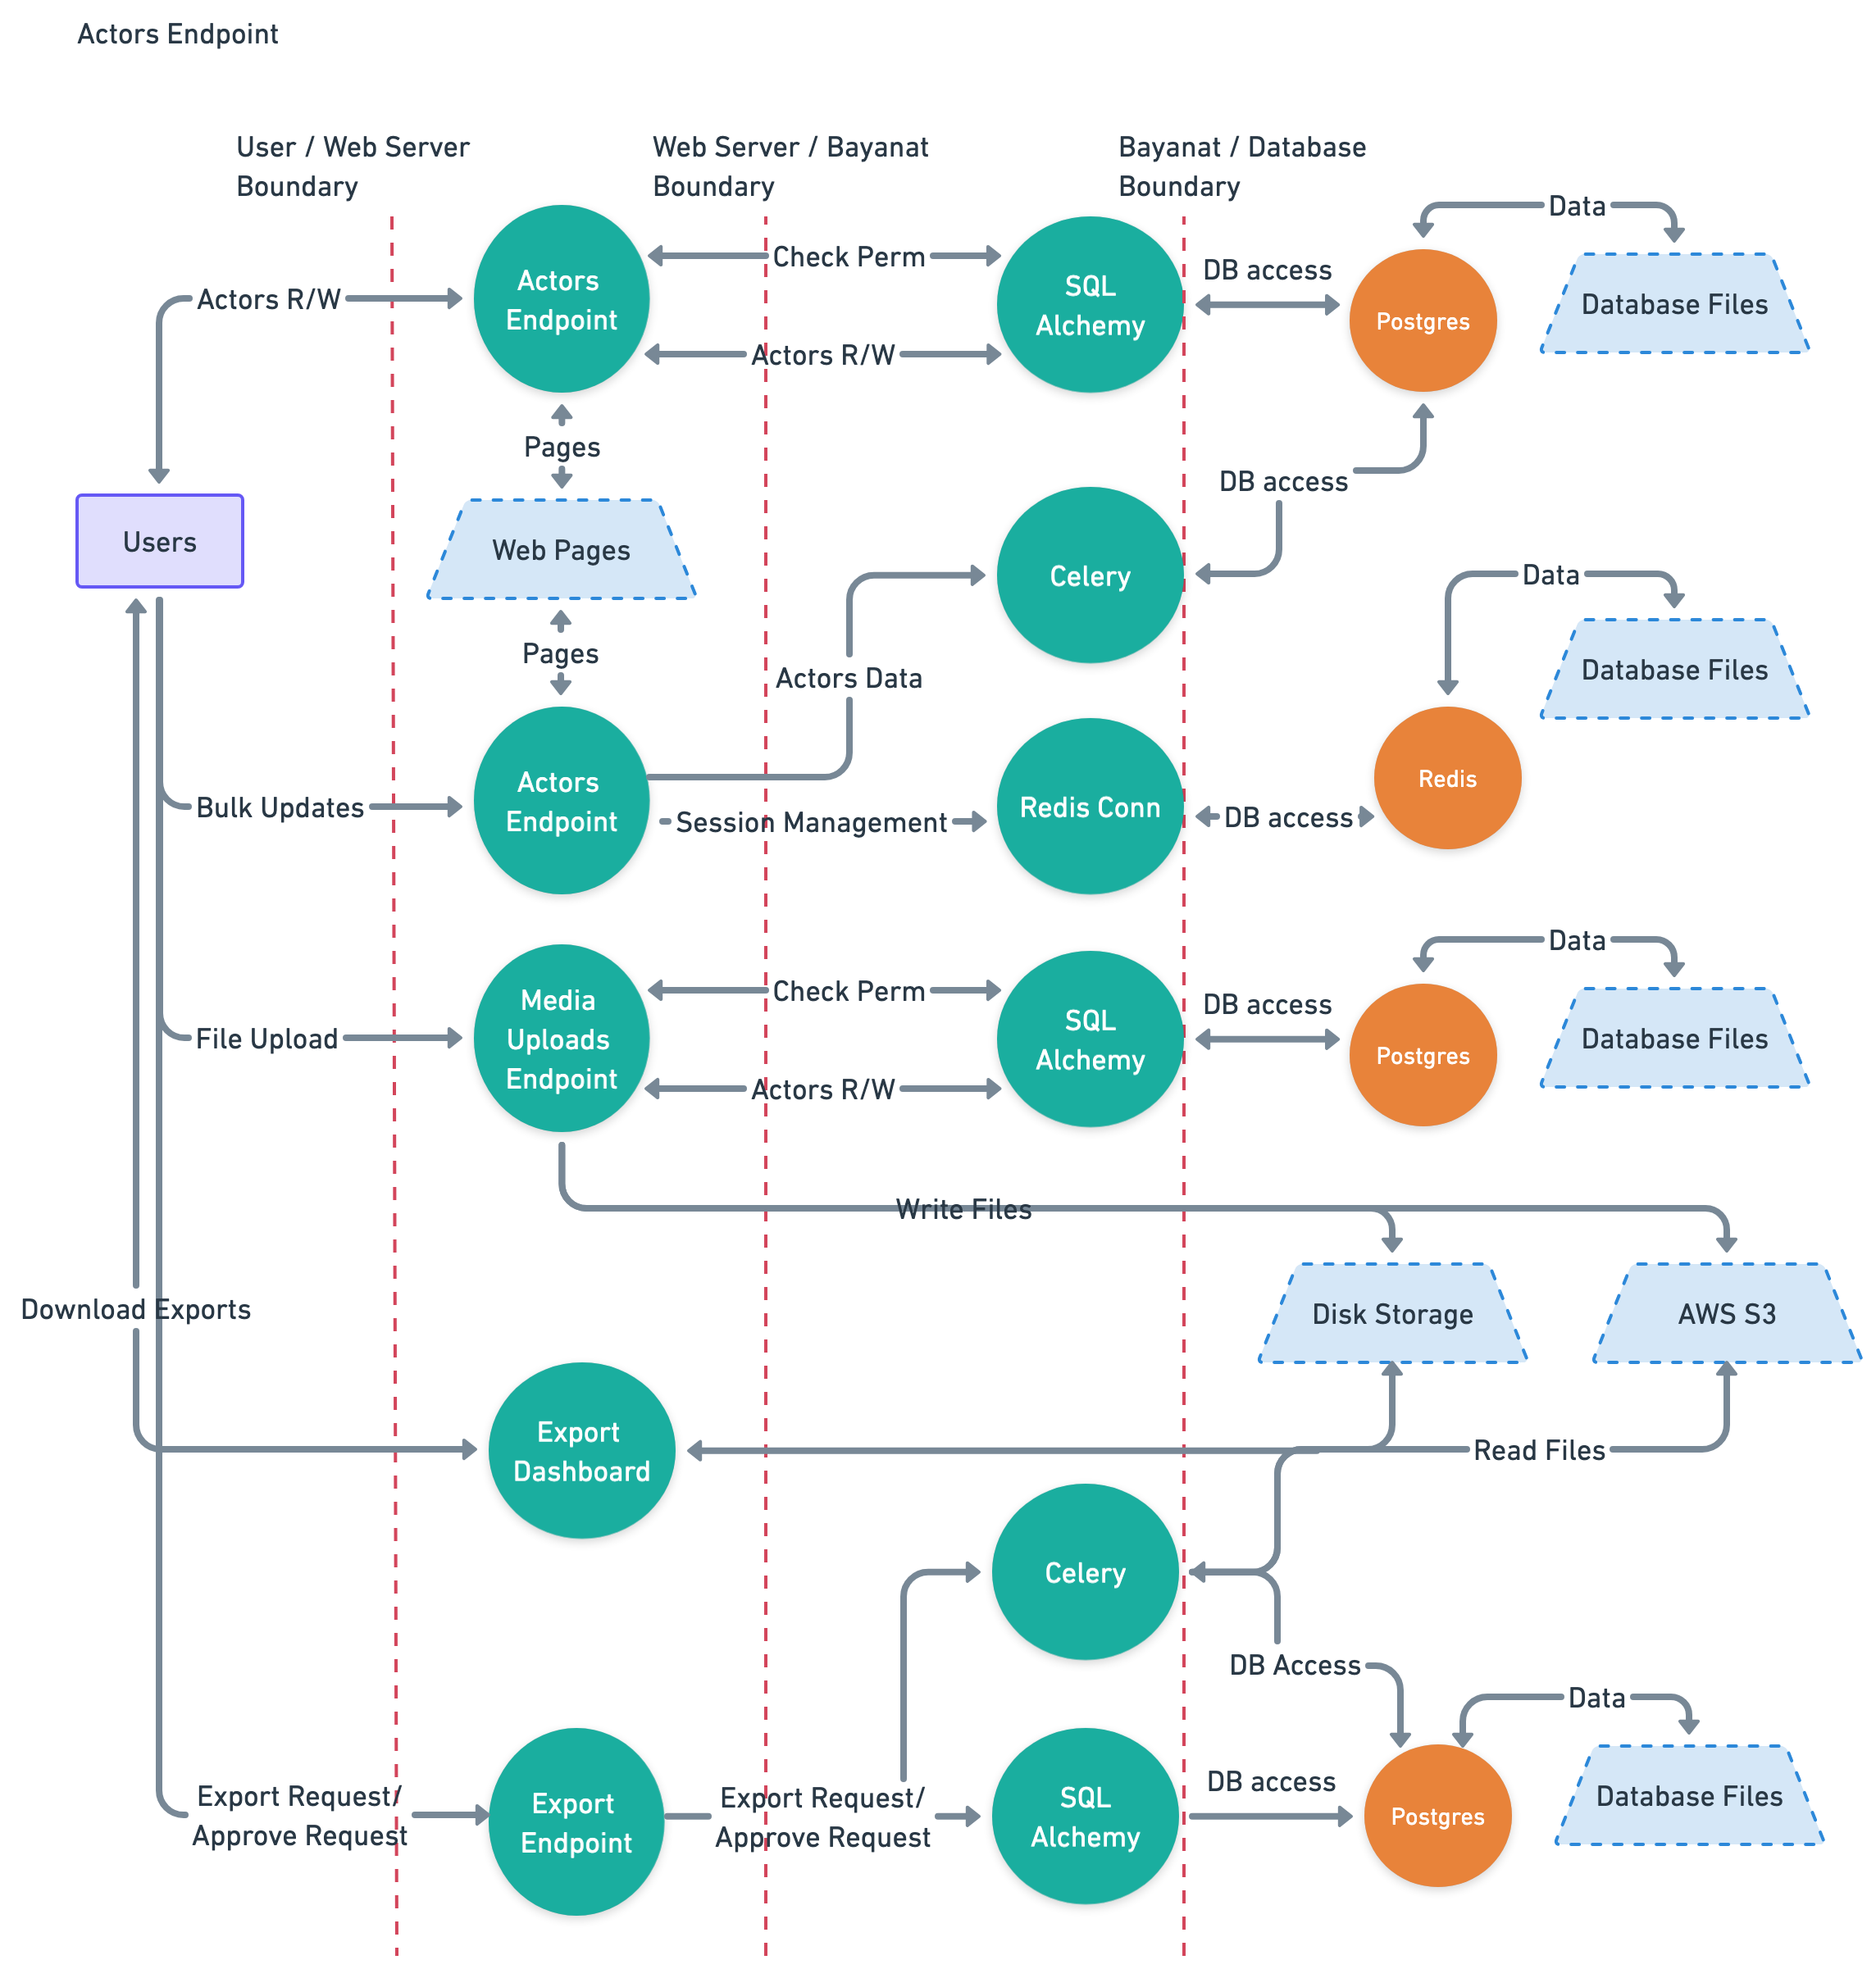 Actors Endpoint
User / Web Server
Boundary
Web Server / Bayanat
Boundary
Bayanat / Database
Boundary
Data
Actors
Endpoint
Check Perm
SQL
Alchemy
DB access
Postgres
Database Files
Actors R/W
Actors R/W
Pages
DB access
Users
Web Pages
Celery
Data
Pages
Actors Data
Database Files
Actors
Endpoint
Bulk Updates
Session Management
Redis Conn
DB access
Redis
Data
Media
Uploads
Endpoint
File Upload
Check Perm
SQL
Alchemy
DB access
Postgres
Database Files
Actors R/W
Write Files
Download Exports
Disk Storage
AWS S3
Export
Dashboard
Read Files
Celery
DB Access
Data
Export Request/
Approve Request
Export
Endpoint
Export Request/
Approve Request
SQL
Alchemy
DB access
Postgres
Database Files